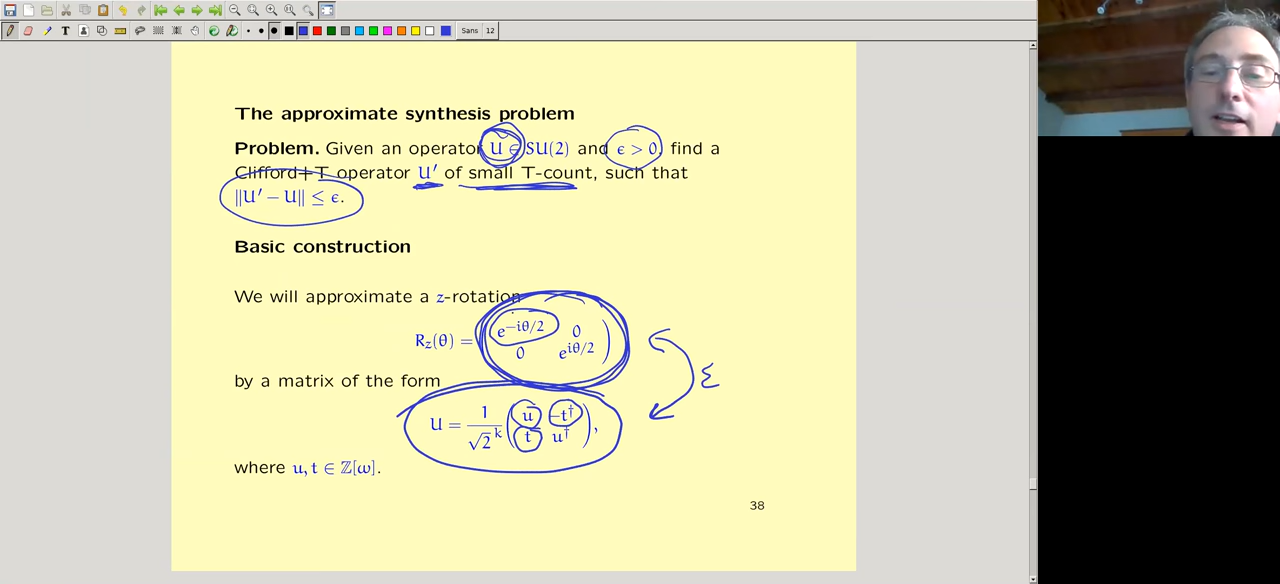 T
Sans 12
The approximate synthesis problem
Problem. Given an operator U ∈ SU(2) and ϵ > 0, find a
Clifford+T operator U′ of small T-count, such that
‖U′ − U‖ ≤ ϵ.
Basic construction
We will approximate a z-rotation
R_z(θ) = ( e^{−iθ/2} 0 0 e^{iθ/2} )
ε
by a matrix of the form
U = 1/√2^k ( u −t† t u† ),
where u, t ∈ ℤ[ω].
38